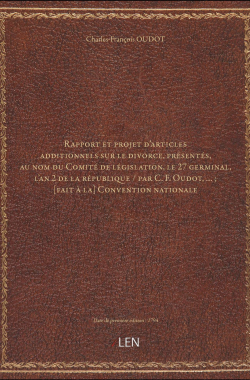 Charles-François OUDOT
Rapport et projet d'articles
additionnels sur le divorce, présentés,
au nom du Comité de législation, le 27 germinal,
l'an 2 de la république / par C. F. Oudot, ... ;
[fait à la] Convention nationale
Date de première édition : 1794
LEN